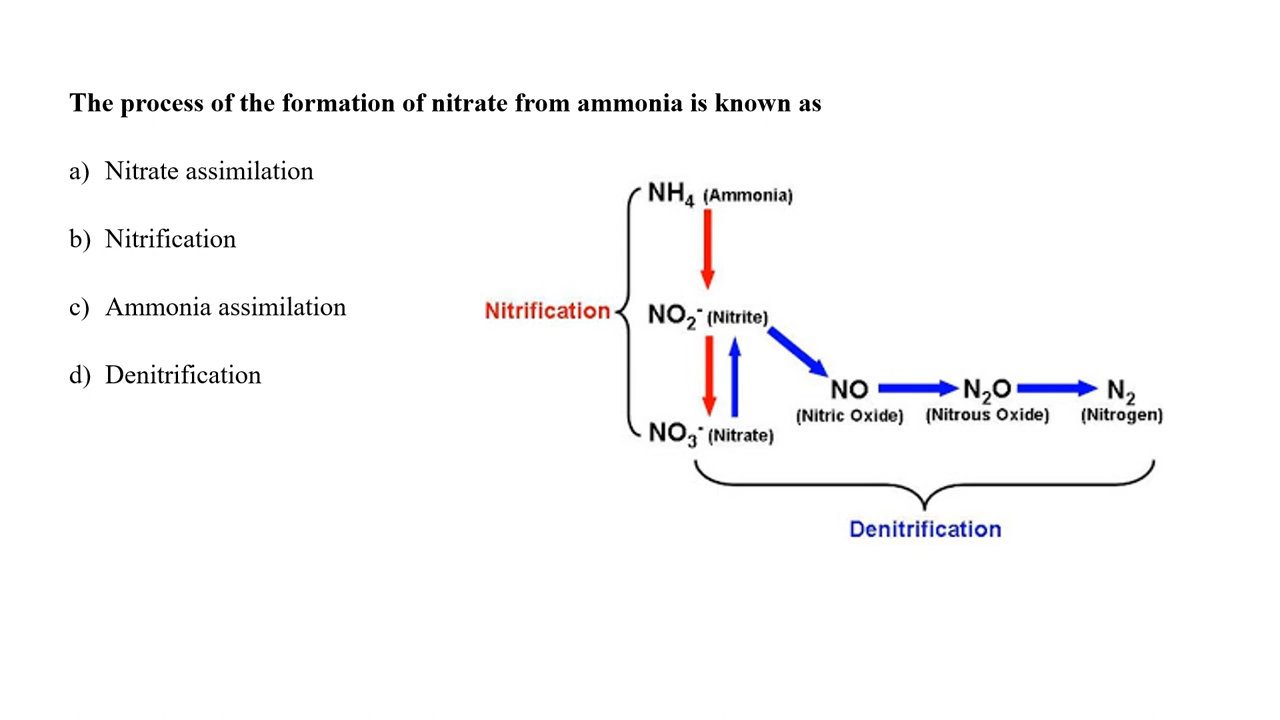 The process of the formation of nitrate from ammonia is known as
a) Nitrate assimilation
b) Nitrification
c) Ammonia assimilation
d) Denitrification
NH₄ (Ammonia)
Nitrification
NO₂⁻ (Nitrite)
NO₃⁻ (Nitrate)
NO
(Nitric Oxide)
N₂O
(Nitrous Oxide)
N₂
(Nitrogen)
Denitrification